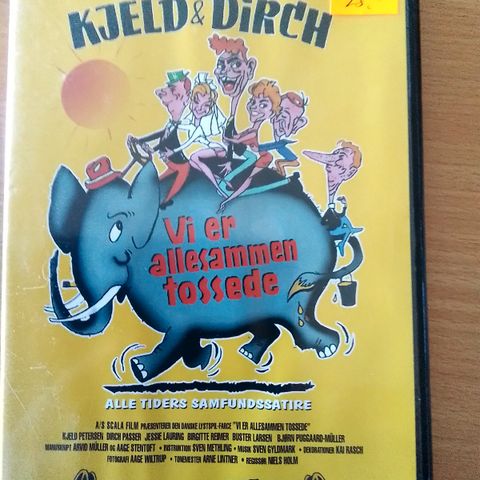 KJELD & DIRCH
Vi er
allesammen
tossede
ALLE TIDERS SAMFUNDSSATIRE
A/S SCALA FILM PRÆSENTERER DEN DANSKE LYSTSPIL-FARCE "VI ER ALLESAMMEN TOSSEDE"
KJELD PETERSEN DIRCH PASSER JESSIE LAURING BIRGITTE REIMER BUSTER LARSEN BJØRN PUGGAARD-MÜLLER
MANUSKRIPT ARVID MÜLLER OG AAGE STENTOFT • INSTRUKTION SVEN METHLING • MUSIK SVEN GYLDMARK • DEKORATIONER KAI RASCH
FOTOGRAFI AAGE WILTRUP • TONEMESTER ARNE LINTNER • REGISSØR NIELS HOLM